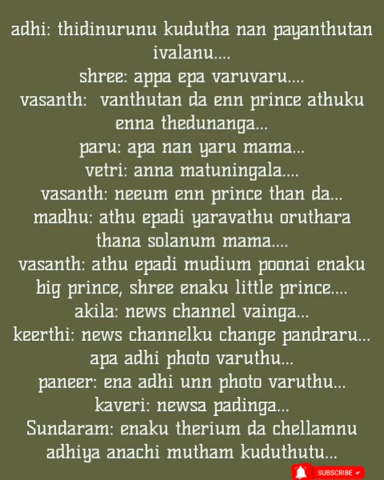 adhi: thidinurunu kudutha nan payanthutan
ivalanu....
shree: appa epa varuvaru....
vasanth:  vanthutan da enn prince athuku
enna thedunanga...
paru: apa nan yaru mama...
vetri: anna matuningala....
vasanth: neeum enn prince than da...
madhu: athu epadi yaravathu oruthara
thana solanum mama....
vasanth: athu epadi mudium poonai enaku
big prince, shree enaku little prince....
akila: news channel vainga...
keerthi: news channelku change pandraru...
apa adhi photo varuthu...
paneer: ena adhi unn photo varuthu...
kaveri: newsa padinga...
Sundaram: enaku therium da chellamnu
adhiya anachi mutham kuduthutu...
SUBSCRIBE